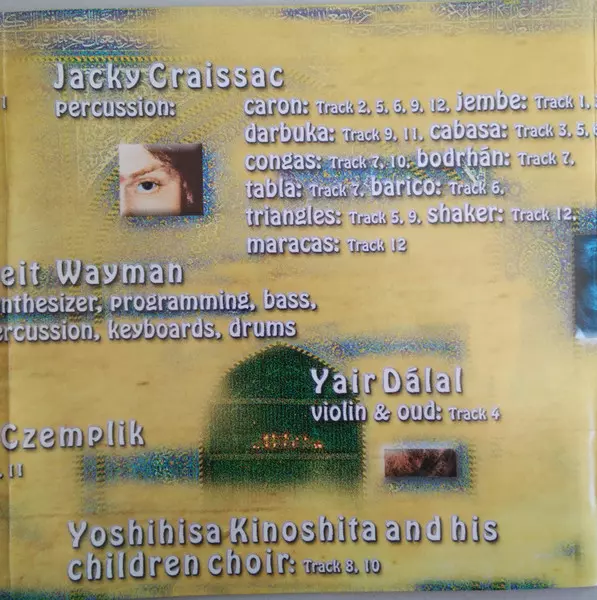 Jacky Craissac
percussion: caron: Track 2, 5, 6, 9, 12, jembe: Track 1,
darbuka: Track 9, 11, cabasa: Track 3, 5,
congas: Track 7, 10, bodrhán: Track 7,
tabla: Track 7, barico: Track 6,
triangles: Track 5, 9, shaker: Track 12,
maracas: Track 12
eit Wayman
nthesizer, programming, bass,
ercussion, keyboards, drums
Yair Dálal
violin & oud: Track 4
Czemplik
, 11
Yoshihisa Kinoshita and his
children choir: Track 8, 10